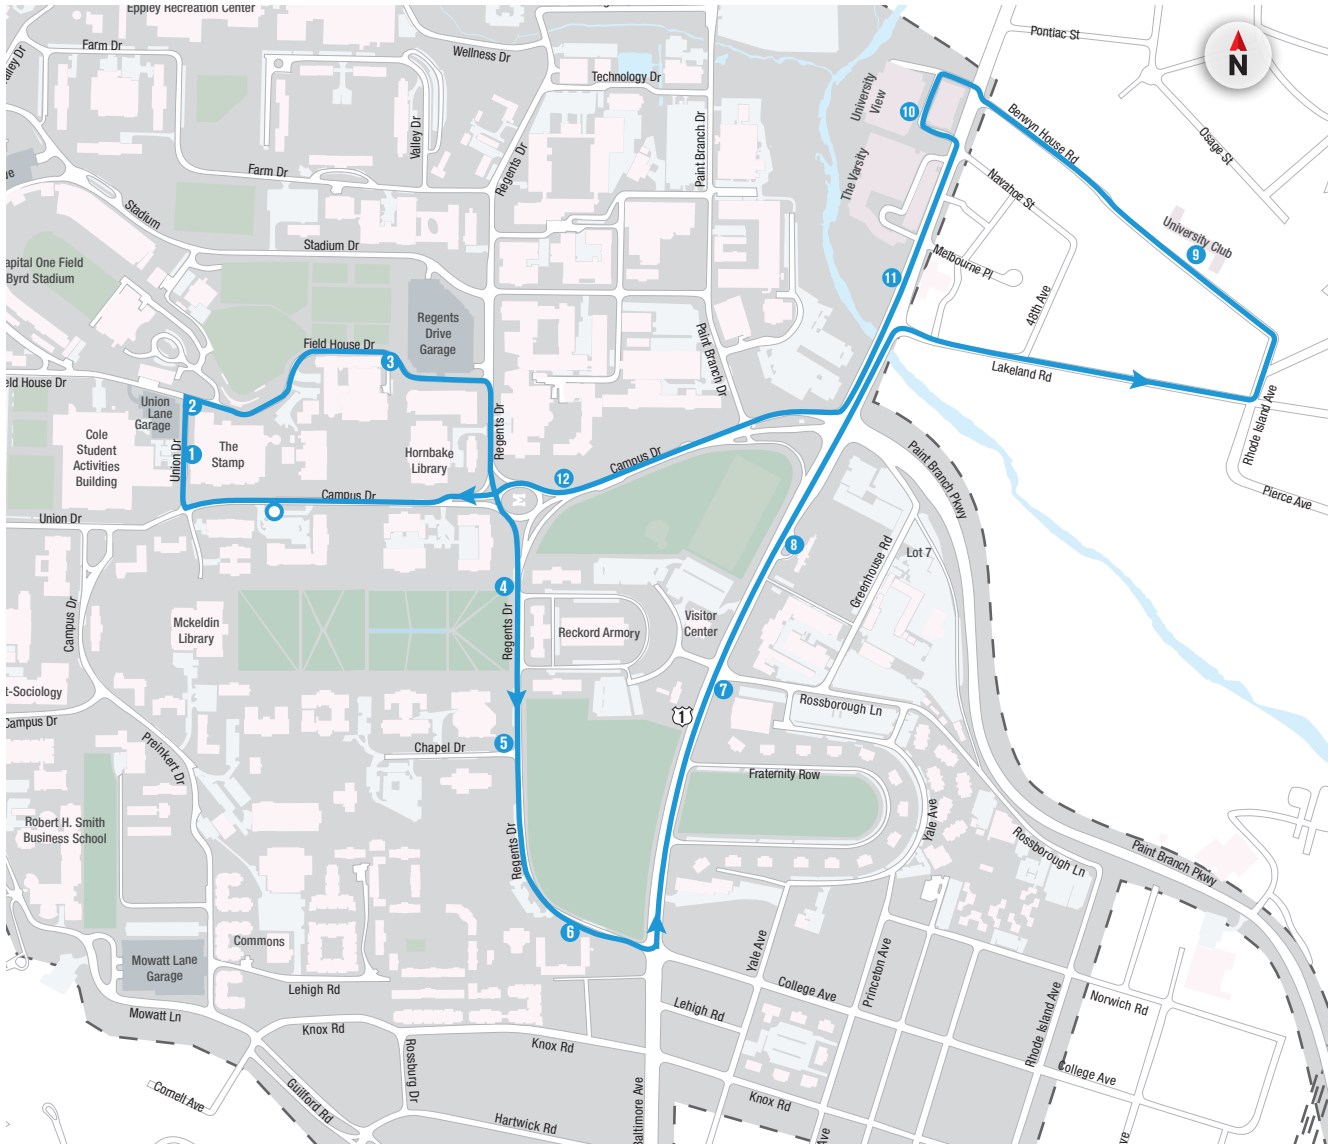 Eppley Recreation Center
Farm Dr
Valley Dr
Wellness Dr
Technology Dr
Pontiac St
N
University
View
10
Berwyn House Rd
Osage St
Valley Dr
Regents Dr
Paint Branch Dr
The Varsity
Farm Dr
Navahoe St
Stadium
Stadium Dr
University Club
9
Melbourne Pl
11
48th Ave
apital One Field
Byrd Stadium
Regents
Drive
Garage
Field House Dr
3
Paint Branch Dr
Lakeland Rd
eld House Dr
Union
Lane
Garage
2
Rhode Island Ave
Cole
Student
Activities
Building
Union Dr
1
The
Stamp
Hornbake
Library
Regents Dr
Campus Dr
12
Paint Branch Pkwy
Pierce Ave
Campus Dr
M
Union Dr
8
Greenhouse Rd
Lot 7
4
Campus Dr
Mckeldin
Library
Regents Dr
Reckord Armory
Visitor
Center
t-Sociology
7
Rossborough Ln
1
Campus Dr
Preinkert Dr
Chapel Dr
5
Fraternity Row
Yale Ave
Robert H. Smith
Business School
Regents Dr
Rossborough Ln
Paint Branch Pkwy
Commons
6
Yale Ave
Princeton Ave
Mowatt Lane
Garage
Lehigh Rd
College Ave
Norwich Rd
Mowatt Ln
Knox Rd
Lehigh Rd
Rhode Island Ave
Knox Rd
Rossburg Dr
College Ave
Cornell Ave
Guilford Rd
Baltimore Ave
Knox Rd
Hartwick Rd